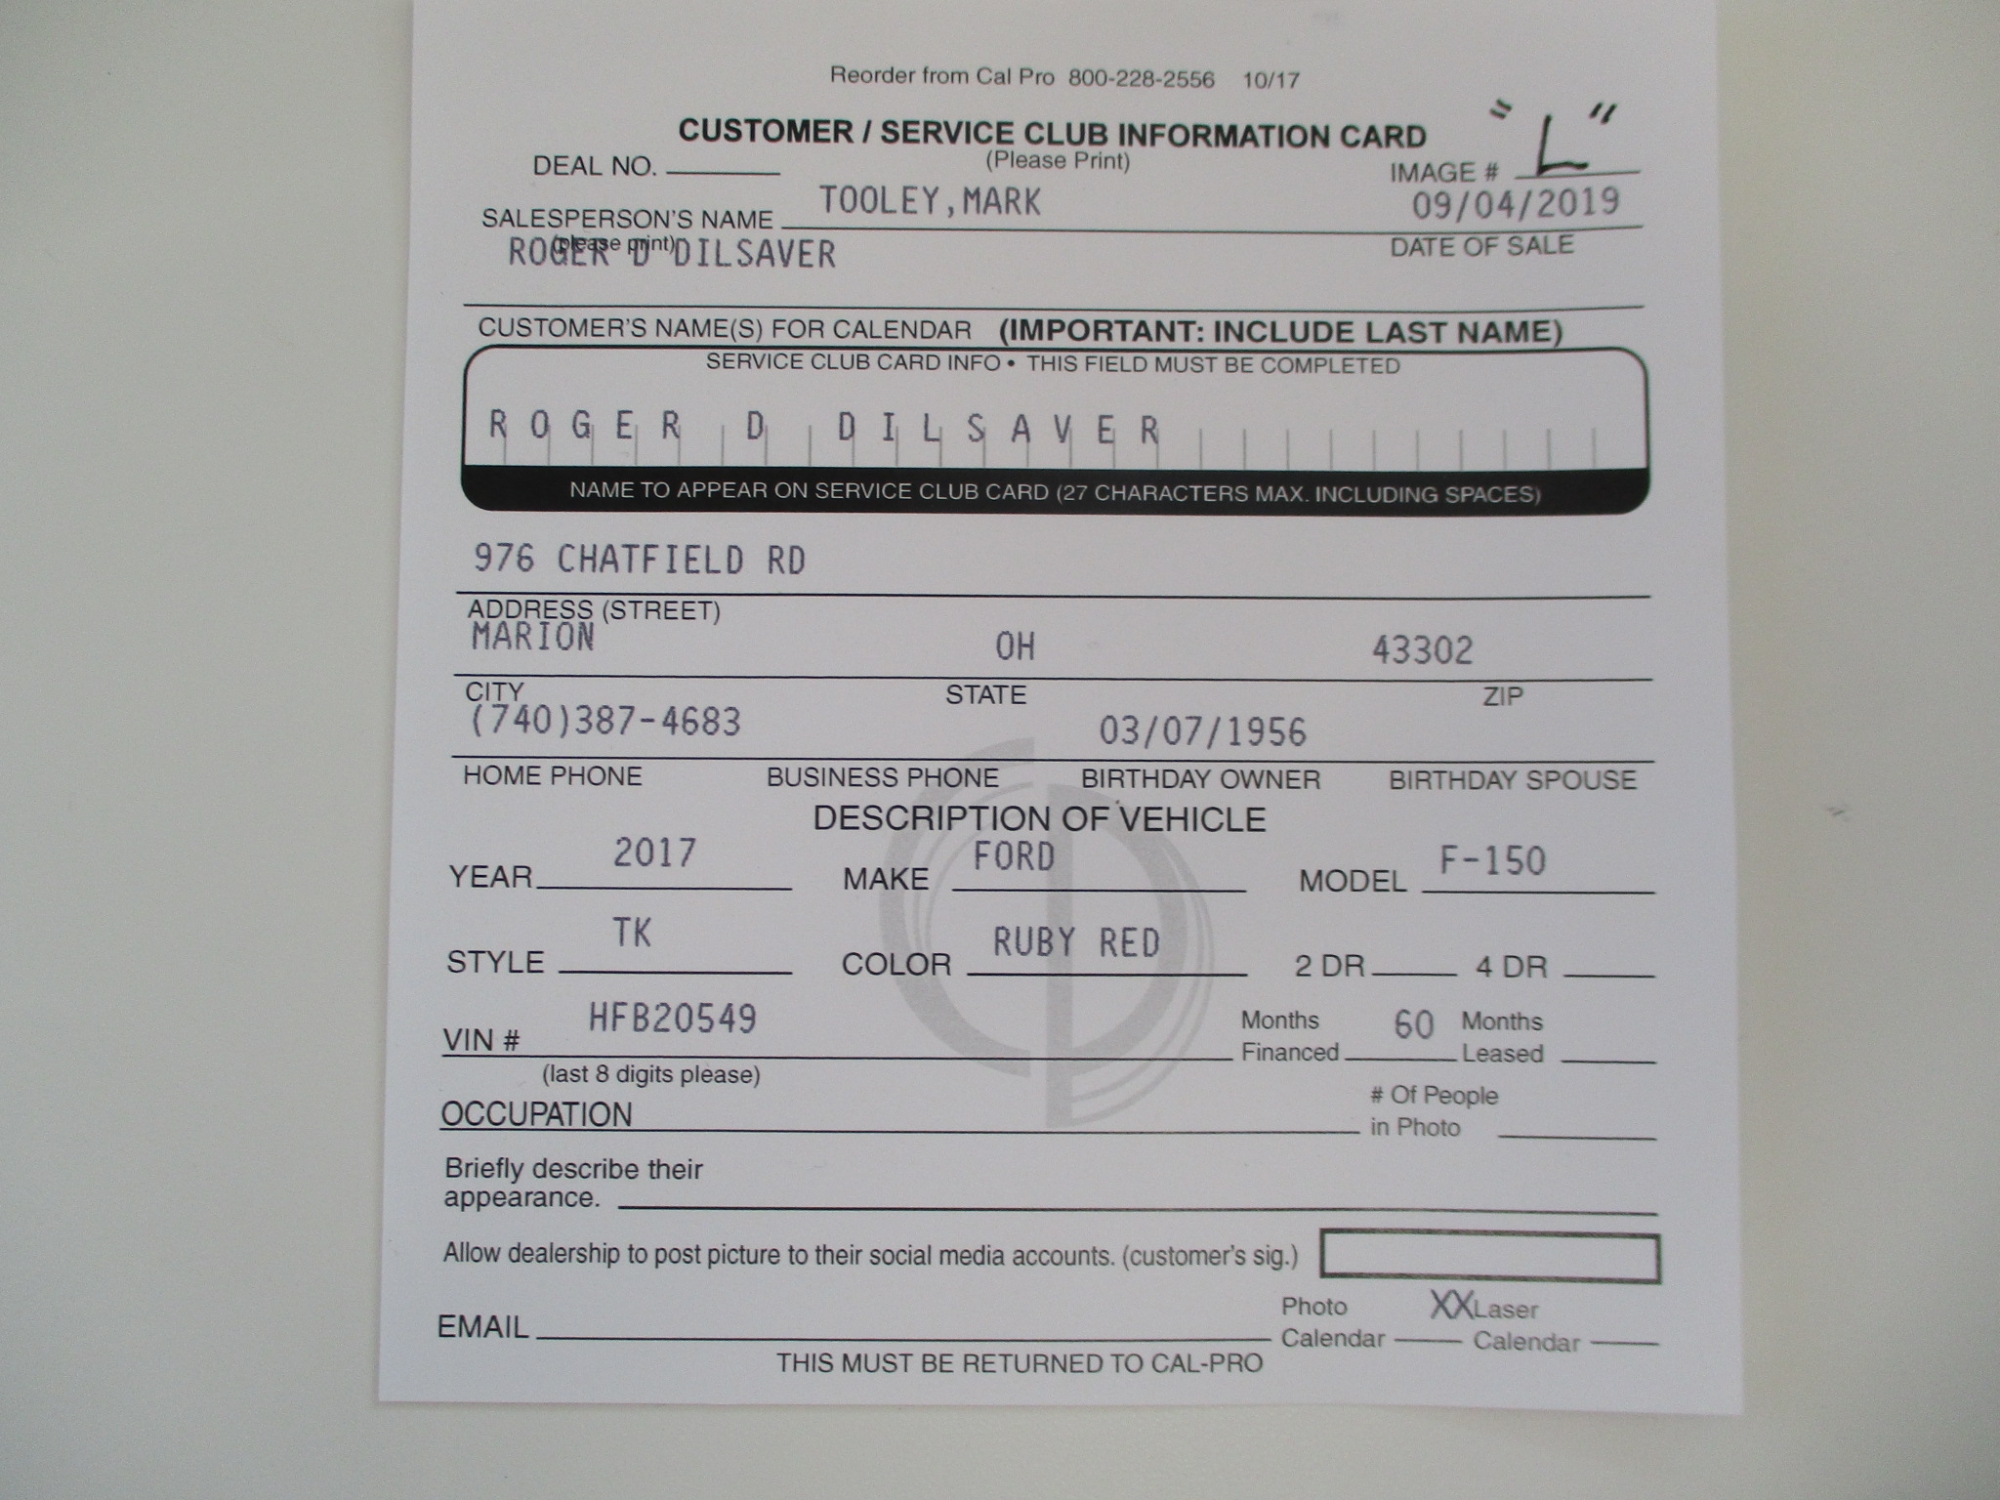 Reorder from Cal Pro 800-228-2556 10/17
CUSTOMER / SERVICE CLUB INFORMATION CARD
(Please Print)
DEAL NO. IMAGE # "L"
SALESPERSON'S NAME TOOLEY,MARK 09/04/2019
(please print) DATE OF SALE
ROGER D DILSAVER
CUSTOMER'S NAME(S) FOR CALENDAR (IMPORTANT: INCLUDE LAST NAME)
SERVICE CLUB CARD INFO • THIS FIELD MUST BE COMPLETED
ROGER D DILSAVER
NAME TO APPEAR ON SERVICE CLUB CARD (27 CHARACTERS MAX. INCLUDING SPACES)
976 CHATFIELD RD
ADDRESS (STREET)
MARION OH 43302
CITY STATE ZIP
(740)387-4683 03/07/1956
HOME PHONE BUSINESS PHONE BIRTHDAY OWNER BIRTHDAY SPOUSE
DESCRIPTION OF VEHICLE
YEAR 2017 MAKE FORD MODEL F-150
STYLE TK COLOR RUBY RED 2 DR 4 DR
VIN # HFB20549 Months Financed 60 Months Leased
(last 8 digits please)
OCCUPATION # Of People in Photo
Briefly describe their
appearance.
Allow dealership to post picture to their social media accounts. (customer's sig.)
EMAIL Photo Calendar XX Laser Calendar
THIS MUST BE RETURNED TO CAL-PRO